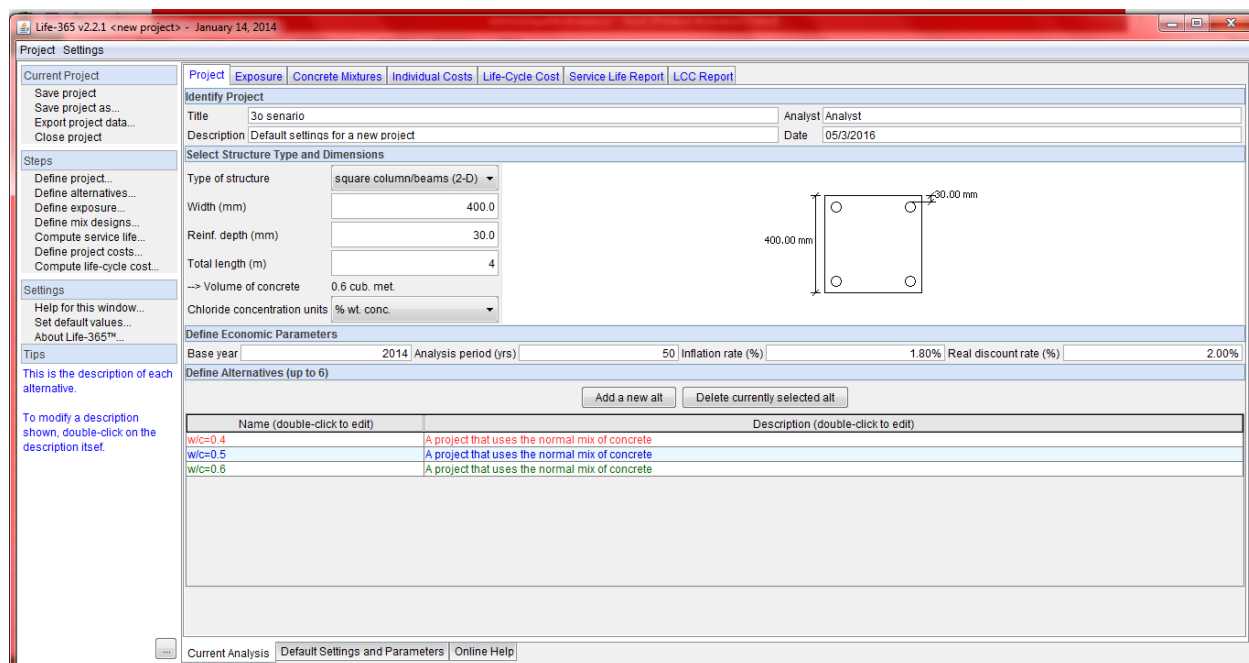 Life-365 v2.2.1 <new project> - January 14, 2014
Project Settings
Current Project
Save project
Save project as...
Export project data...
Close project
Steps
Define project...
Define alternatives...
Define exposure...
Define mix designs...
Compute service life...
Define project costs...
Compute life-cycle cost...
Settings
Help for this window...
Set default values...
About Life-365™...
Tips
This is the description of each
alternative.
To modify a description
shown, double-click on the
description itsef.
...
Project Exposure Concrete Mixtures Individual Costs Life-Cycle Cost Service Life Report LCC Report
Identify Project
Title 3o senario Analyst Analyst
Description Default settings for a new project Date 05/3/2016
Select Structure Type and Dimensions
Type of structure square column/beams (2-D)
Width (mm) 400.0
Reinf. depth (mm) 30.0
Total length (m) 4
--> Volume of concrete 0.6 cub. met.
Chloride concentration units % wt. conc.
30.00 mm
400.00 mm
Define Economic Parameters
Base year 2014 Analysis period (yrs) 50 Inflation rate (%) 1.80% Real discount rate (%) 2.00%
Define Alternatives (up to 6)
Add a new alt Delete currently selected alt
Name (double-click to edit) Description (double-click to edit)
w/c=0.4 A project that uses the normal mix of concrete
w/c=0.5 A project that uses the normal mix of concrete
w/c=0.6 A project that uses the normal mix of concrete
Current Analysis Default Settings and Parameters Online Help